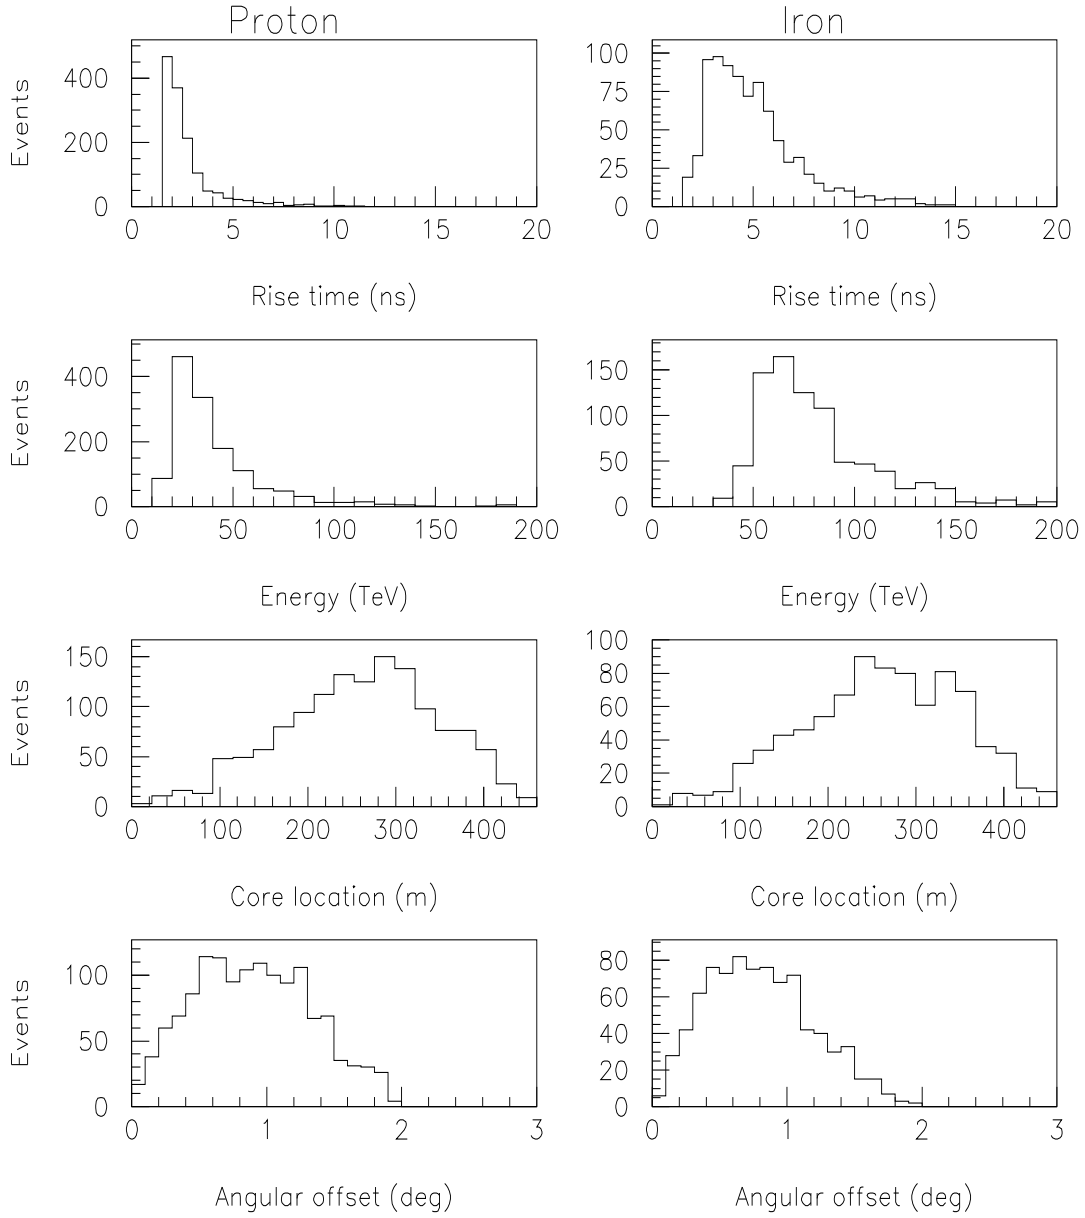 Proton Iron
Events
400
200
0
0 5 10 15 20
Rise time (ns)
100
75
50
25
0
0 5 10 15 20
Rise time (ns)
Events
400
200
0
0 50 100 150 200
Energy (TeV)
150
100
50
0
0 50 100 150 200
Energy (TeV)
Events
150
100
50
0
0 100 200 300 400
Core location (m)
100
80
60
40
20
0
0 100 200 300 400
Core location (m)
Events
100
50
0
0 1 2 3
Angular offset (deg)
80
60
40
20
0
0 1 2 3
Angular offset (deg)